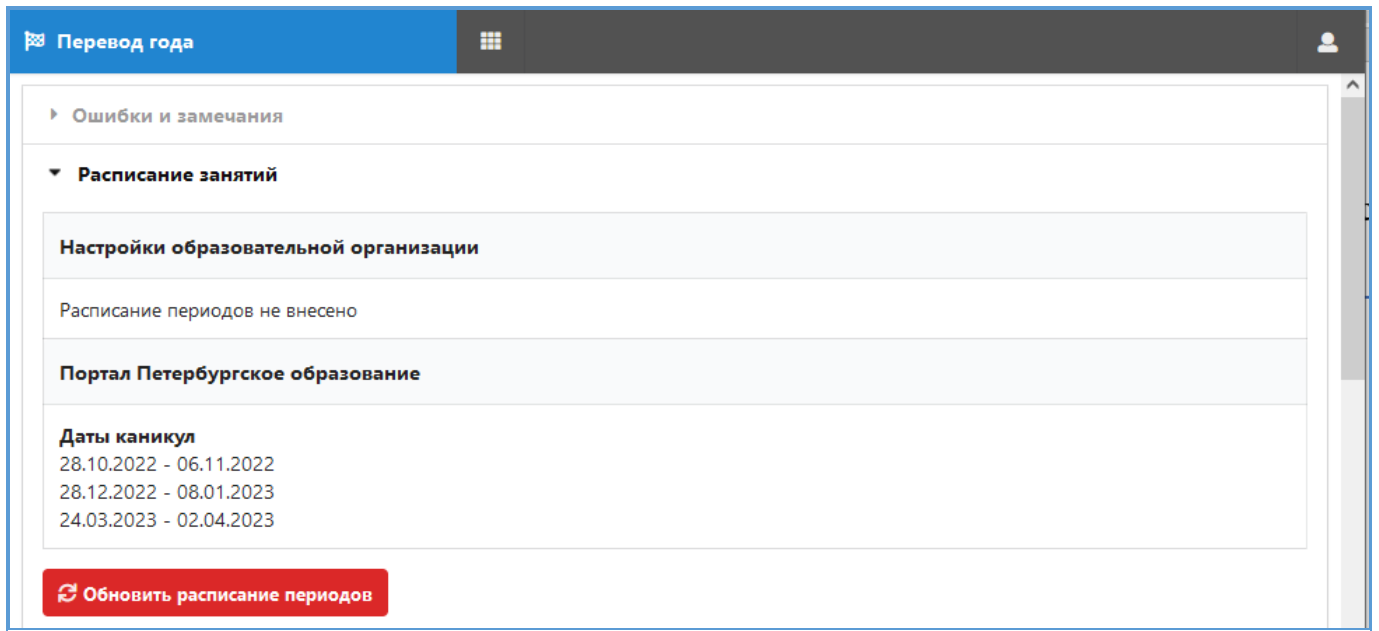 Перевод года
Ошибки и замечания
Расписание занятий
Настройки образовательной организации
Расписание периодов не внесено
Портал Петербургское образование
Даты каникул
28.10.2022 - 06.11.2022
28.12.2022 - 08.01.2023
24.03.2023 - 02.04.2023
Обновить расписание периодов